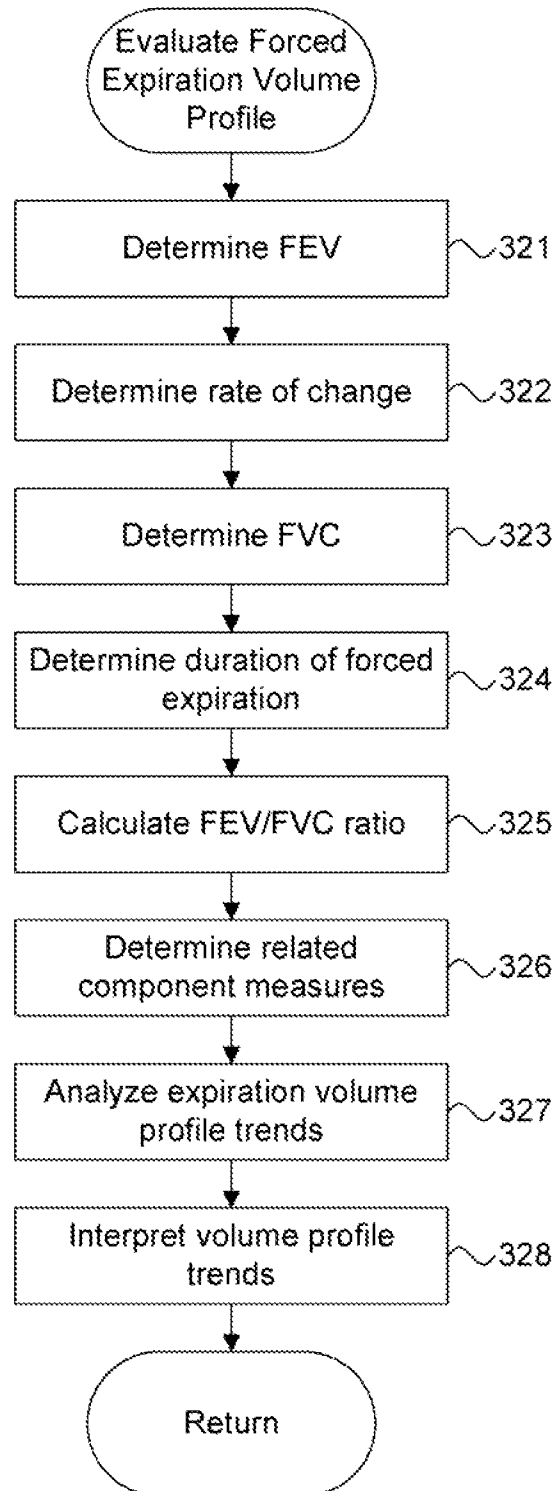 Evaluate Forced
Expiration Volume
Profile
Determine FEV
321
Determine rate of change
322
Determine FVC
323
Determine duration of forced
expiration
324
Calculate FEV/FVC ratio
325
Determine related
component measures
326
Analyze expiration volume
profile trends
327
Interpret volume profile
trends
328
Return